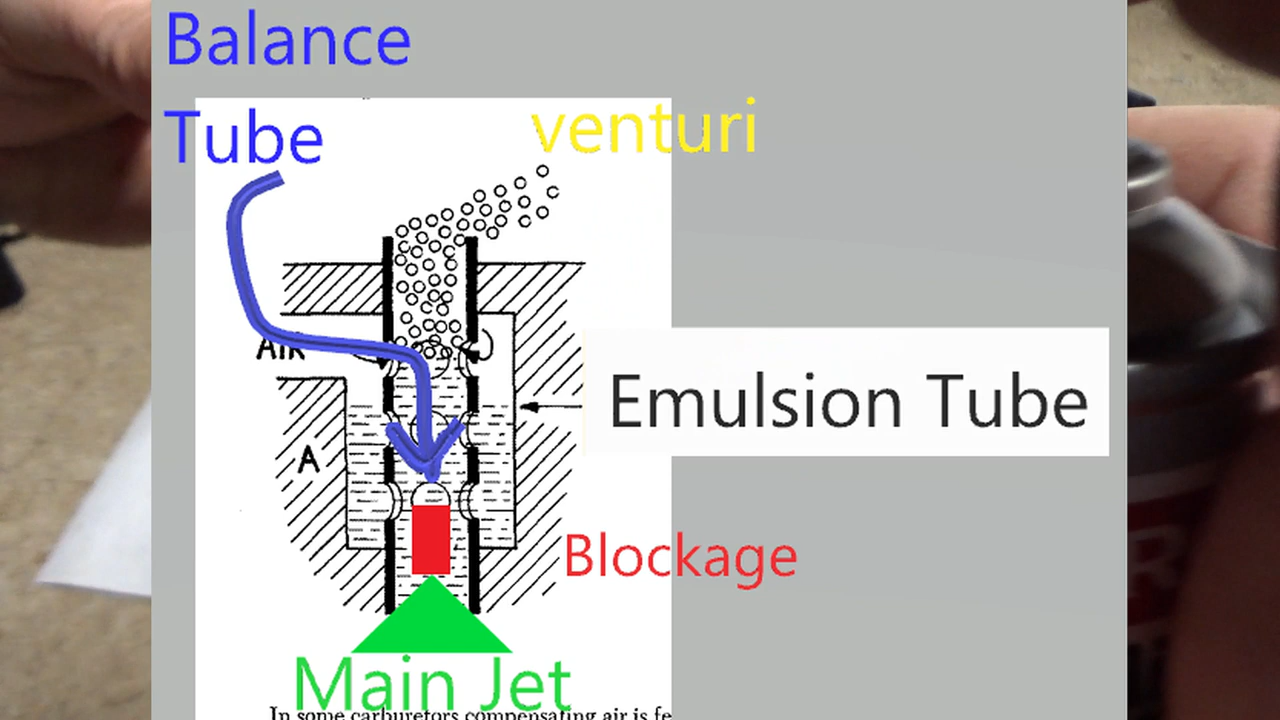 Balance
Tube
venturi
AIR
Emulsion Tube
A
Blockage
Main Jet
In some carburetors compensating air is fe